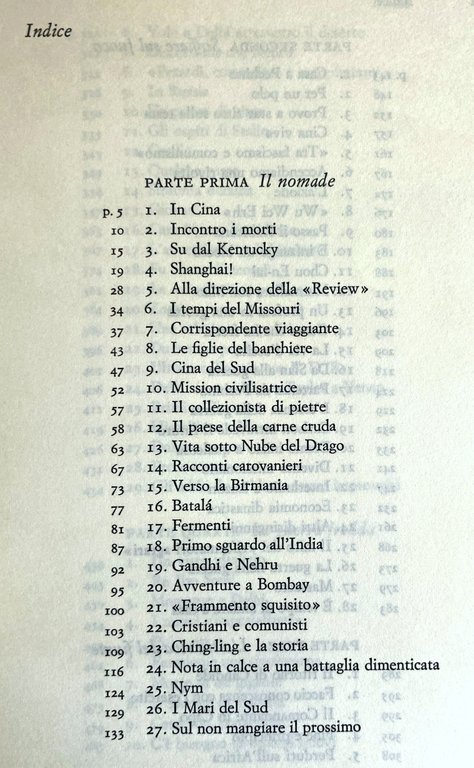 Indice
PARTE PRIMA Il nomade
p. 5 1. In Cina
10 2. Incontro i morti
15 3. Su dal Kentucky
19 4. Shanghai!
28 5. Alla direzione della «Review»
34 6. I tempi del Missouri
37 7. Corrispondente viaggiante
43 8. Le figlie del banchiere
47 9. Cina del Sud
52 10. Mission civilisatrice
57 11. Il collezionista di pietre
58 12. Il paese della carne cruda
63 13. Vita sotto Nube del Drago
67 14. Racconti carovanieri
73 15. Verso la Birmania
77 16. Batalá
81 17. Fermenti
87 18. Primo sguardo all'India
92 19. Gandhi e Nehru
95 20. Avventure a Bombay
100 21. «Frammento squisito»
103 22. Cristiani e comunisti
109 23. Ching-ling e la storia
116 24. Nota in calce a una battaglia dimenticata
124 25. Nym
129 26. I Mari del Sud
133 27. Sul non mangiare il prossimo